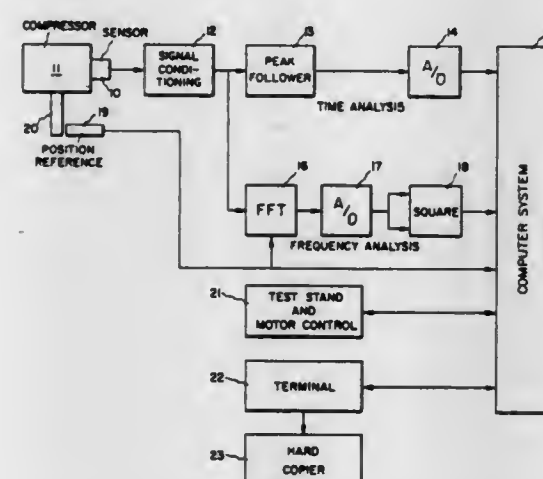 COMPRESSOR
SENSOR
11
10
12
SIGNAL
CONDI-
TIONING
13
PEAK
FOLLOWER
14
A/D
TIME ANALYSIS
20
19
POSITION
REFERENCE
16
FFT
17
A/D
18
SQUARE
FREQUENCY ANALYSIS
COMPUTER SYSTEM
21
TEST STAND
AND
MOTOR CONTROL
22
TERMINAL
23
HARD
COPIER